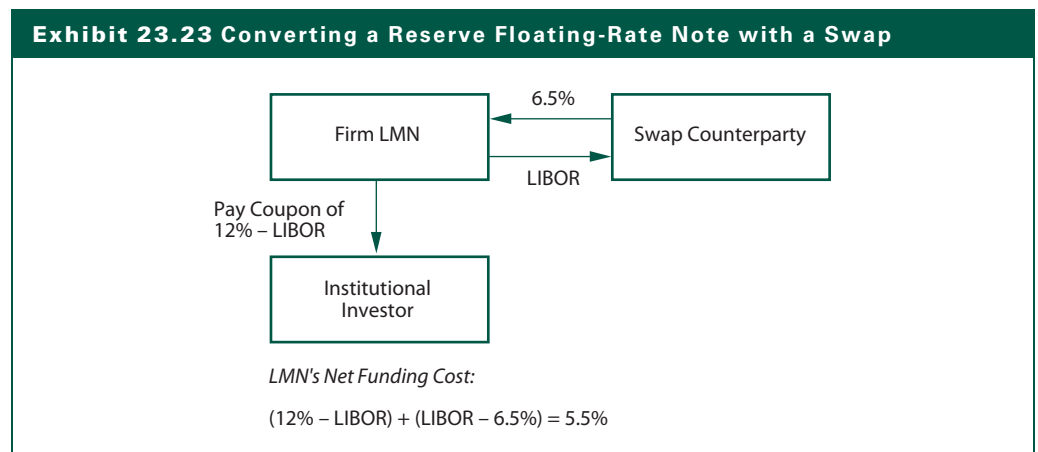 Exhibit 23.23 Converting a Reserve Floating-Rate Note with a Swap
6.5%
Firm LMN
Swap Counterparty
LIBOR
Pay Coupon of
12% – LIBOR
Institutional
Investor
LMN's Net Funding Cost:
(12% – LIBOR) + (LIBOR – 6.5%) = 5.5%